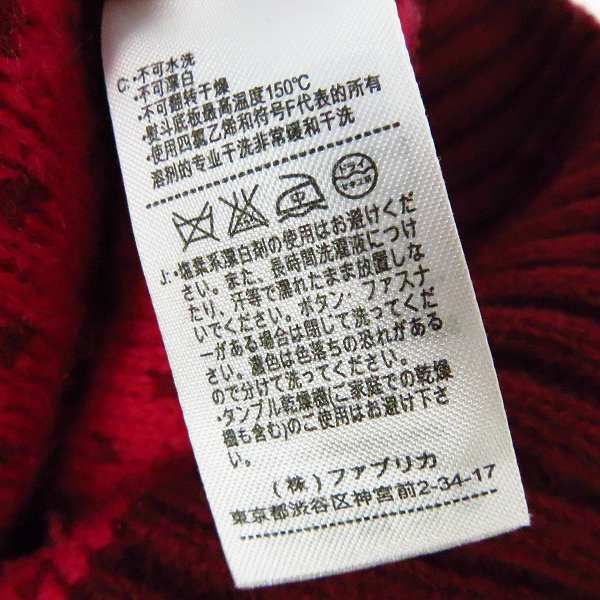 C:·不可水洗
·不可漂白
·不可翻转干燥
·熨斗底板最高温度150℃
·使用四氯乙烯和符号F代表的所有
溶剂的专业干洗非常缓和干洗
中 ドライ
セキユ系
J:·塩素系漂白剤の使用はお避けくだ
さい。また、長時間洗濯液につけ
たり、汗等で濡れたまま放置しな
いでください。ボタン、ファスナ
ーがある場合は閉じて洗ってくだ
さい。濃色は色落ちの恐れがある
ので分けて洗ってください。
·タンブル乾燥機(ご家庭での乾燥
機も含む)のご使用はお避け下さ
い。
(株)ファブリカ
東京都渋谷区神宮前2-34-17